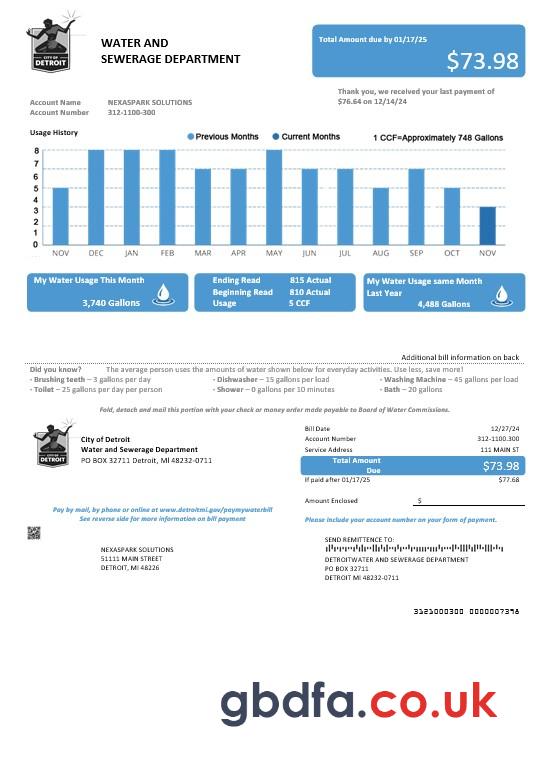 CITY OF
DETROIT
WATER AND
SEWERAGE DEPARTMENT
Total Amount due by 01/17/25
$73.98
Thank you, we received your last payment of
$76.64 on 12/14/24
Account Name NEXASPARK SOLUTIONS
Account Number 312-1100-300
Usage History
Previous Months
Current Months
1 CCF=Approximately 748 Gallons
8
7
6
5
4
3
2
1
0
NOV DEC JAN FEB MAR APR MAY JUN JUL AUG SEP OCT NOV
My Water Usage This Month
3,740 Gallons
Ending Read 815 Actual
Beginning Read 810 Actual
Usage 5 CCF
My Water Usage same Month
Last Year
4,488 Gallons
Additional bill information on back
Did you know? The average person uses the amounts of water shown below for everyday activities. Use less, save more!
- Brushing teeth – 3 gallons per day
- Dishwasher – 15 gallons per load
- Washing Machine – 45 gallons per load
- Toilet – 25 gallons per day per person
- Shower – 0 gallons per 10 minutes
- Bath – 20 gallons
Fold, detach and mail this portion with your check or money order made payable to Board of Water Commissions.
CITY OF
DETROIT
City of Detroit
Water and Sewerage Department
PO BOX 32711 Detroit, MI 48232-0711
Bill Date 12/27/24
Account Number 312-1100.300
Service Address 111 MAIN ST
Total Amount
Due
$73.98
If paid after 01/17/25 $77.68
Amount Enclosed $
Pay by mail, by phone or online at www.detroitmi.gov/paymywaterbill
See reverse side for more information on bill payment
Please include your account number on your form of payment.
NEXASPARK SOLUTIONS
51111 MAIN STREET
DETROIT, MI 48226
SEND REMITTANCE TO:
DETROITWATER AND SEWERAGE DEPARTMENT
PO BOX 32711
DETROIT MI 48232-0711
3121000300 0000007398
gbdfa.co.uk